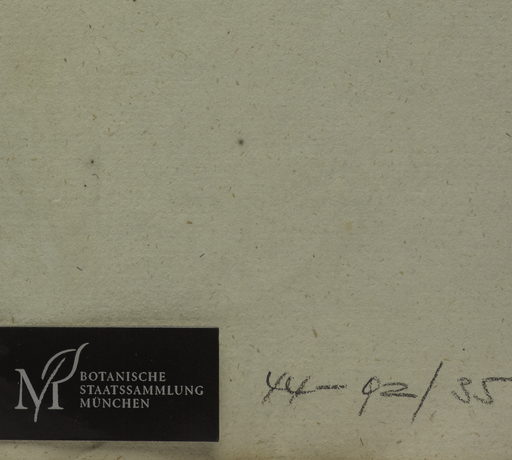 BOTANISCHE
STAATSSAMMLUNG
MÜNCHEN
44-92/35